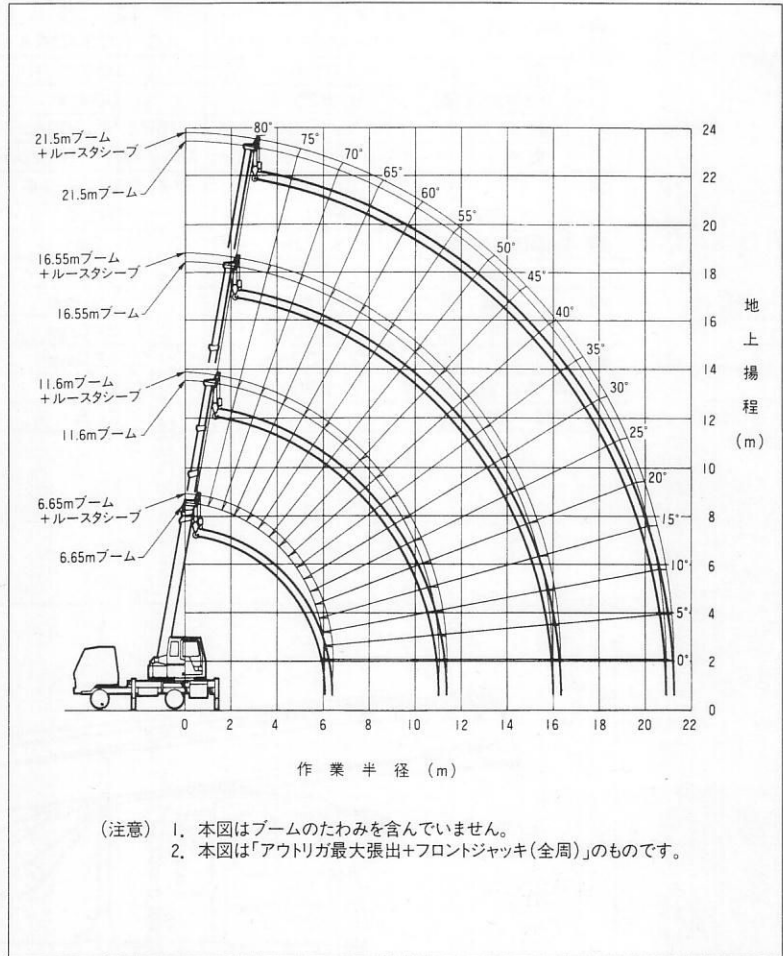 21.5mブーム
+ルースタシーブ
21.5mブーム
16.55mブーム
+ルースタシーブ
16.55mブーム
11.6mブーム
+ルースタシーブ
11.6mブーム
6.65mブーム
+ルースタシーブ
6.65mブーム
80°
75°
70°
65°
60°
55°
50°
45°
40°
35°
30°
25°
20°
15°
10°
5°
0°
24
22
20
18
16
14
12
10
8
6
4
2
0
地上揚程(m)
0 2 4 6 8 10 12 14 16 18 20 22
作業半径(m)
(注意) 1. 本図はブームのたわみを含んでいません。
2. 本図は「アウトリガ最大張出+フロントジャッキ(全周)」のものです。